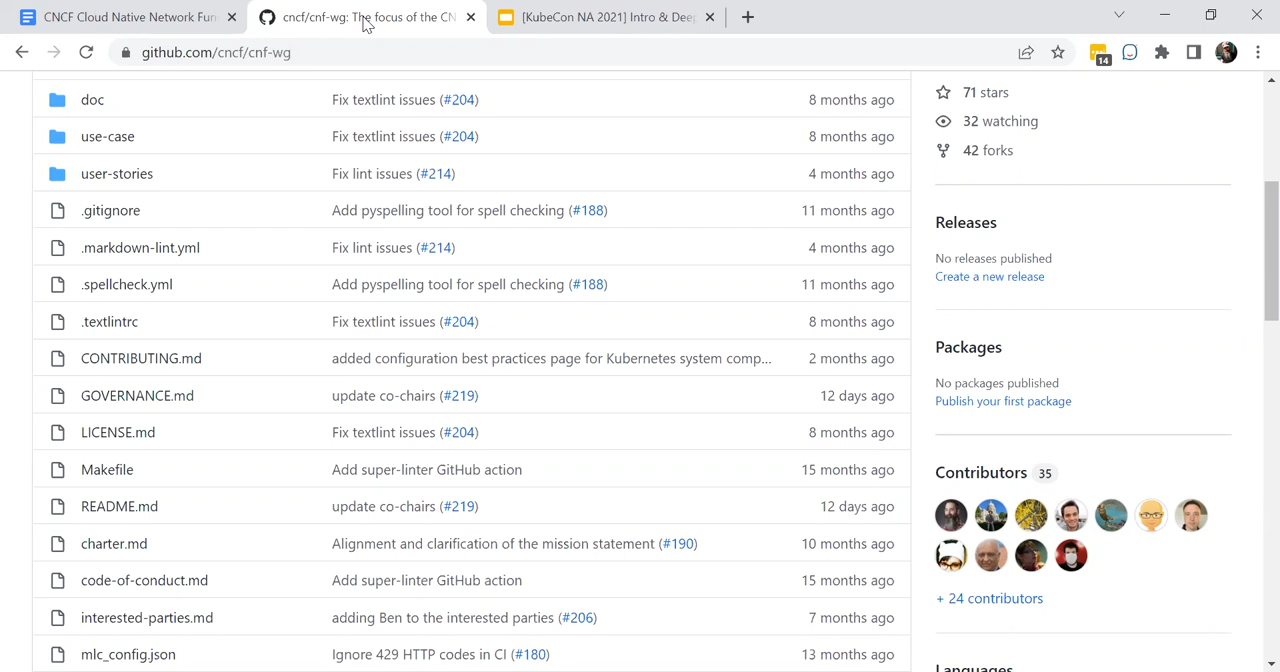 CNCF Cloud Native Network Fun
cncf/cnf-wg: The focus of the CN
[KubeCon NA 2021] Intro & Deep
github.com/cncf/cnf-wg
14
doc Fix textlint issues (#204) 8 months ago
use-case Fix textlint issues (#204) 8 months ago
user-stories Fix lint issues (#214) 4 months ago
.gitignore Add pyspelling tool for spell checking (#188) 11 months ago
.markdown-lint.yml Fix lint issues (#214) 4 months ago
.spellcheck.yml Add pyspelling tool for spell checking (#188) 11 months ago
.textlintrc Fix textlint issues (#204) 8 months ago
CONTRIBUTING.md added configuration best practices page for Kubernetes system comp... 2 months ago
GOVERNANCE.md update co-chairs (#219) 12 days ago
LICENSE.md Fix textlint issues (#204) 8 months ago
Makefile Add super-linter GitHub action 15 months ago
README.md update co-chairs (#219) 12 days ago
charter.md Alignment and clarification of the mission statement (#190) 10 months ago
code-of-conduct.md Add super-linter GitHub action 15 months ago
interested-parties.md adding Ben to the interested parties (#206) 7 months ago
mlc_config.json Ignore 429 HTTP codes in CI (#180) 13 months ago
71 stars
32 watching
42 forks
Releases
No releases published
Create a new release
Packages
No packages published
Publish your first package
Contributors 35
+ 24 contributors
Languages